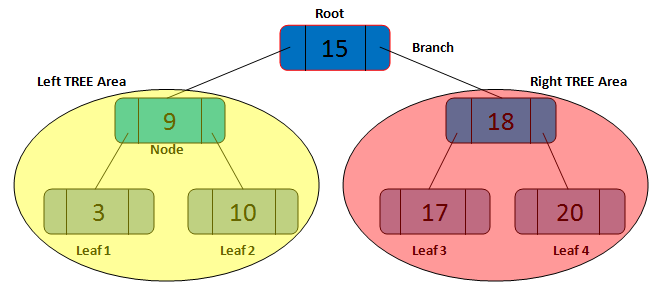 Root
15
Branch
Left TREE Area
Right TREE Area
9
18
Node
3
10
17
20
Leaf 1
Leaf 2
Leaf 3
Leaf 4